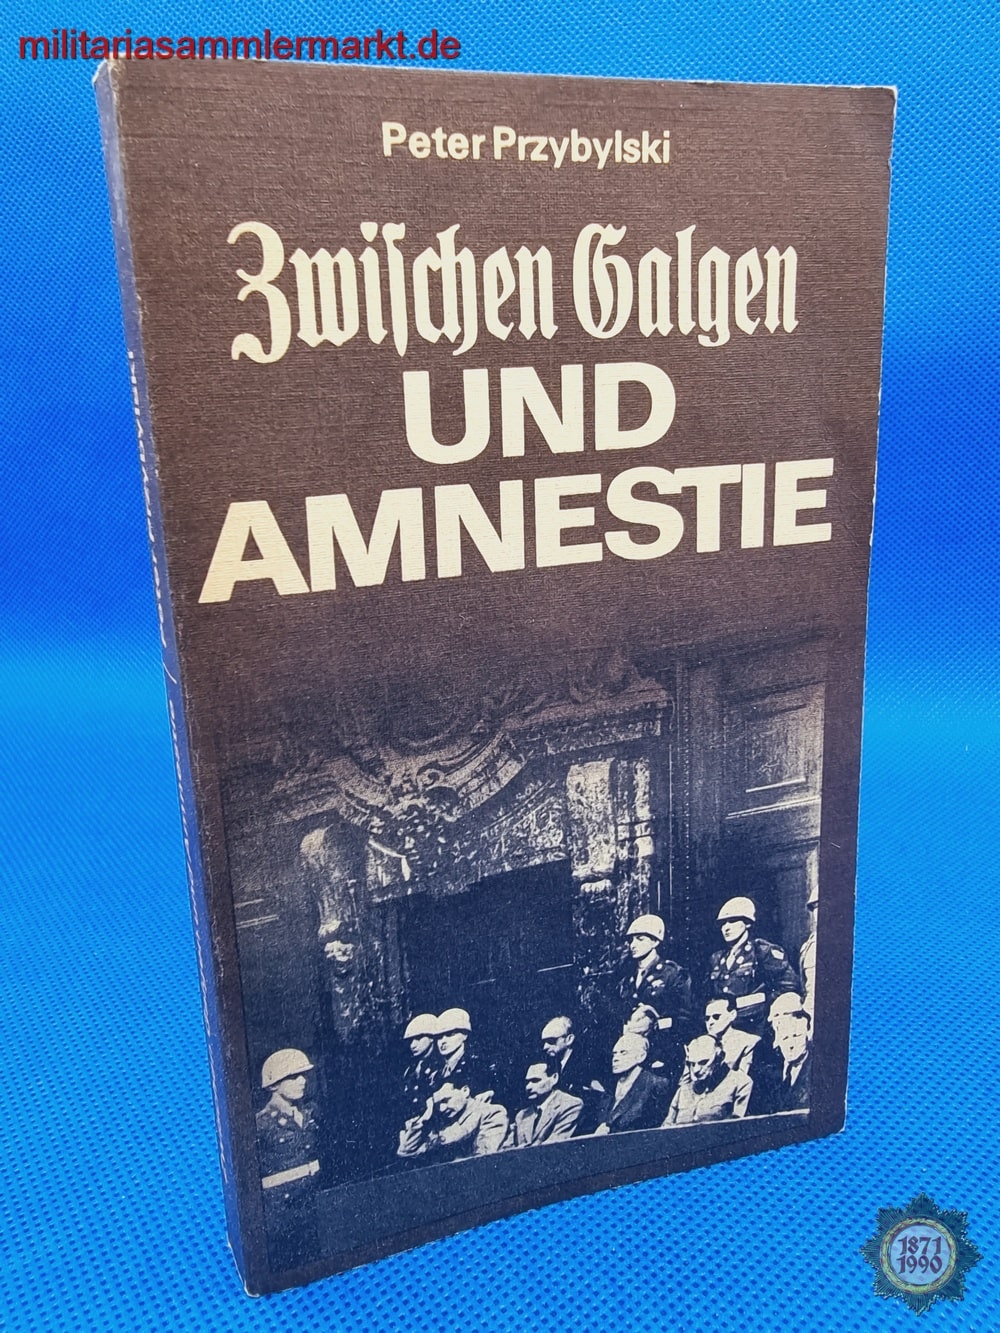 militariasammlermarkt.de
Peter Przybylski
Zwiſchen Galgen
UND
AMNESTIE
1871
1990